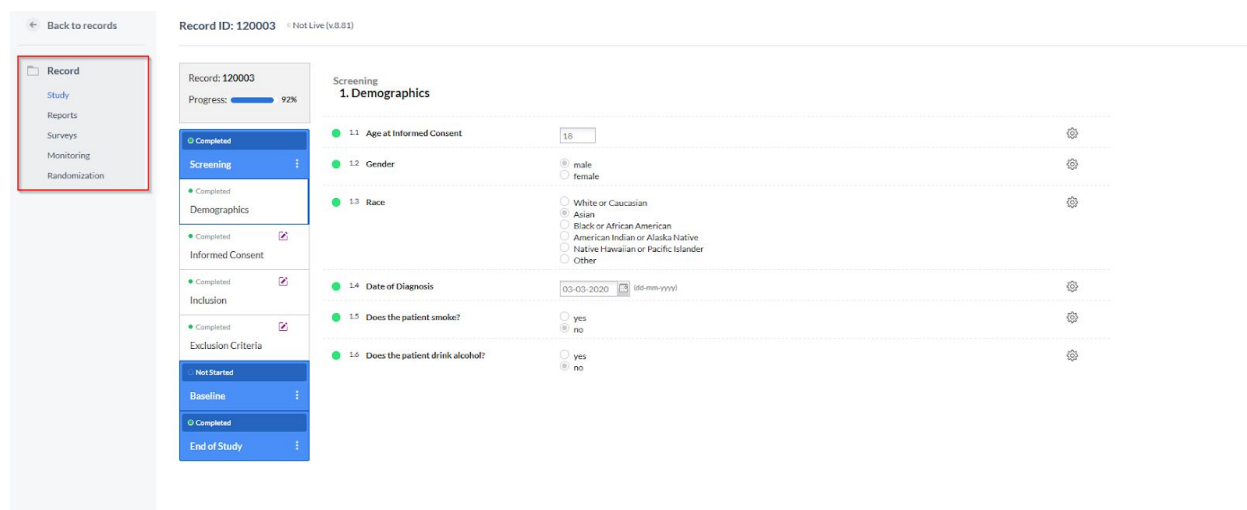 Back to records
Record ID: 120003 Not Live (v.8.81)
Record
Study
Reports
Surveys
Monitoring
Randomization
Record: 120003
Progress: 92%
Completed
Screening
Completed
Demographics
Completed
Informed Consent
Completed
Inclusion
Completed
Exclusion Criteria
Not Started
Baseline
Completed
End of Study
Screening
1. Demographics
1.1 Age at Informed Consent 18
1.2 Gender male
female
1.3 Race White or Caucasian
Asian
Black or African American
American Indian or Alaska Native
Native Hawaiian or Pacific Islander
Other
1.4 Date of Diagnosis 03-03-2020 (dd-mm-yyyy)
1.5 Does the patient smoke? yes
no
1.6 Does the patient drink alcohol? yes
no